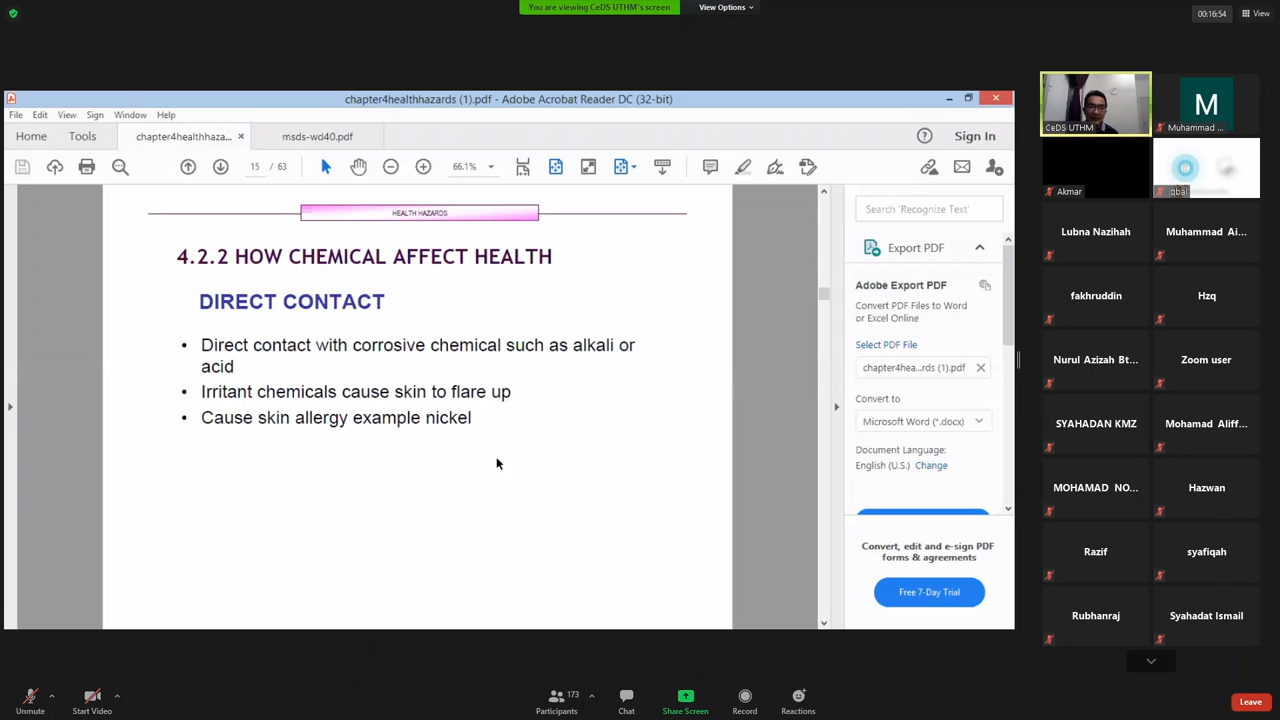 You are viewing CeDS UTHM's screen
View Options
00:16:54
View
chapter4healthhazards (1).pdf - Adobe Acrobat Reader DC (32-bit)
File Edit View Sign Window Help
Home Tools chapter4healthhaza... msds-wd40.pdf Sign In
15 / 63 66.1%
HEALTH HAZARDS
4.2.2 HOW CHEMICAL AFFECT HEALTH
DIRECT CONTACT
• Direct contact with corrosive chemical such as alkali or
acid
• Irritant chemicals cause skin to flare up
• Cause skin allergy example nickel
Search 'Recognize Text'
Export PDF
Adobe Export PDF
Convert PDF Files to Word
or Excel Online
Select PDF File
chapter4hea...rds (1).pdf
Convert to
Microsoft Word (*.docx)
Document Language:
English (U.S.) Change
Convert, edit and e-sign PDF
forms & agreements
Free 7-Day Trial
M
CeDS UTHM
Muhammad ...
Akmar
Iqbal
Lubna Nazihah
Muhammad Ai...
fakhruddin
Hzq
Nurul Azizah Bt...
Zoom user
SYAHADAN KMZ
Mohamad Aliff...
MOHAMAD NO...
Hazwan
Razif
syafiqah
Rubhanraj
Syahadat Ismail
Unmute
Start Video
173
Participants
Chat
Share Screen
Record
Reactions
Leave